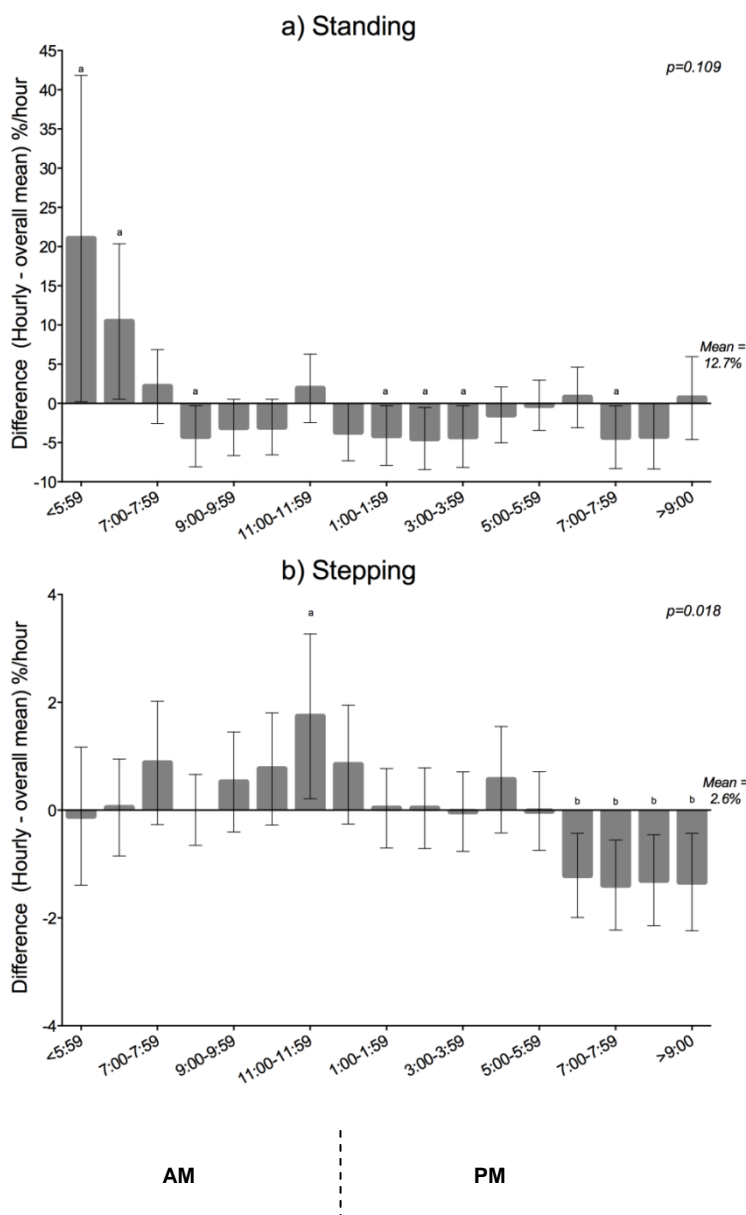 a) Standing
p=0.109
Difference (Hourly - overall mean) %/hour
45
40
35
30
25
20
15
10
5
0
-5
-10
a
a
a
a
a
a
a
Mean =
12.7%
<5:59
7:00-7:59
9:00-9:59
11:00-11:59
1:00-1:59
3:00-3:59
5:00-5:59
7:00-7:59
>9:00
b) Stepping
p=0.018
Difference (Hourly - overall mean) %/hour
4
2
0
-2
-4
a
b
b
b
b
Mean =
2.6%
<5:59
7:00-7:59
9:00-9:59
11:00-11:59
1:00-1:59
3:00-3:59
5:00-5:59
7:00-7:59
>9:00
AM
PM